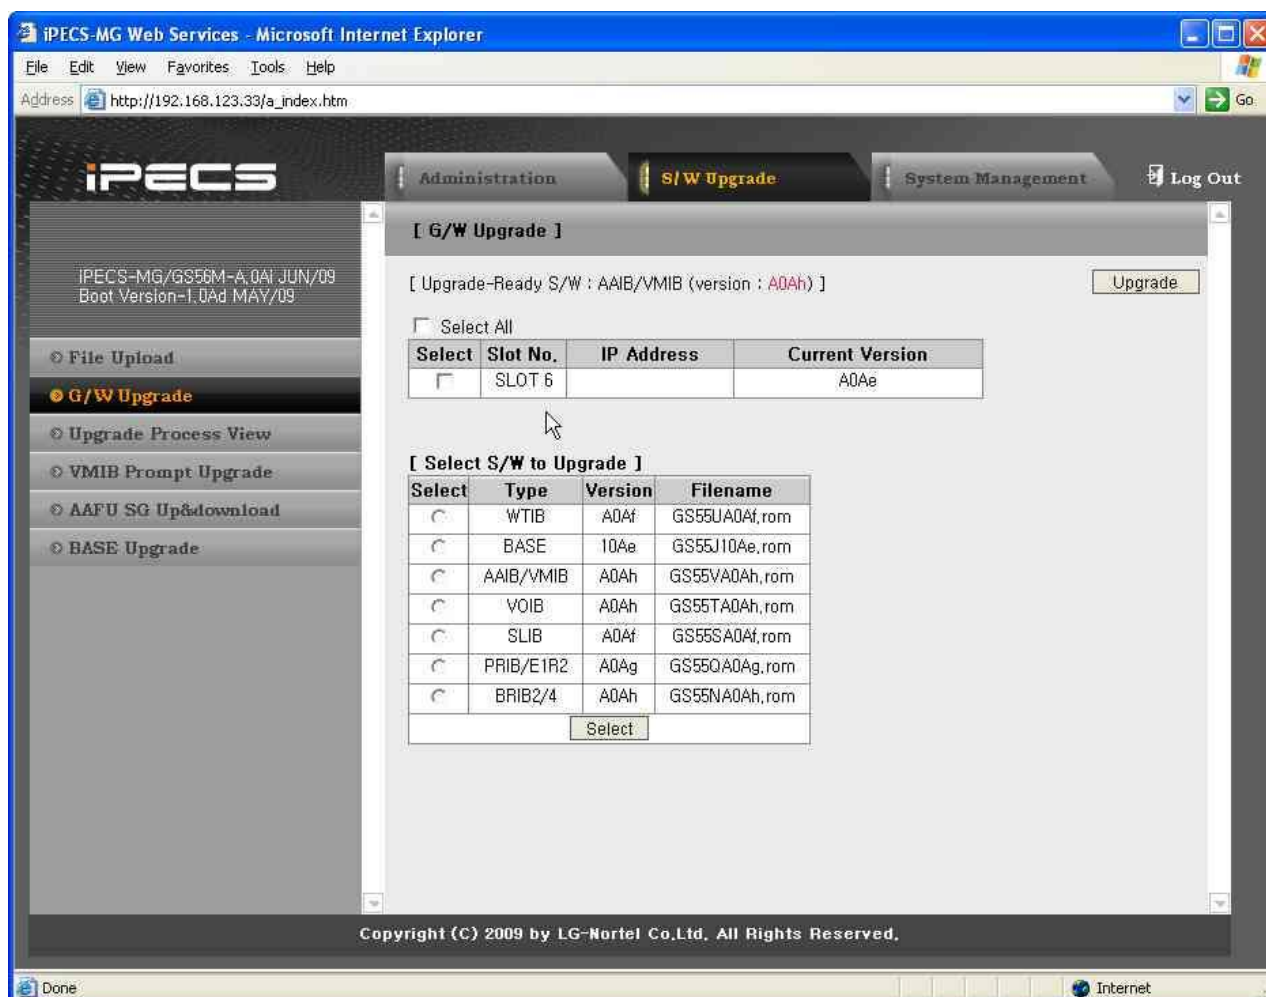 iPECS-MG Web Services - Microsoft Internet Explorer
File Edit View Favorites Tools Help
Address http://192.168.123.33/a_index.htm Go
iPECS
Administration S/W Upgrade System Management Log Out
[ G/W Upgrade ]
iPECS-MG/GS56M-A.0Ai JUN/09
Boot Version-1.0Ad MAY/09
[ Upgrade-Ready S/W : AAIB/VMIB (version : A0Ah) ] Upgrade
Select All
Select Slot No. IP Address Current Version
SLOT 6 A0Ae
File Upload
G/W Upgrade
Upgrade Process View
VMIB Prompt Upgrade
AAFU SG Up&download
BASE Upgrade
[ Select S/W to Upgrade ]
Select Type Version Filename
WTIB A0Af GS55UA0Af.rom
BASE 10Ae GS55J10Ae.rom
AAIB/VMIB A0Ah GS55VA0Ah.rom
VOIB A0Ah GS55TA0Ah.rom
SLIB A0Af GS55SA0Af.rom
PRIB/E1R2 A0Ag GS55QA0Ag.rom
BRIB2/4 A0Ah GS55NA0Ah.rom
Select
Copyright (C) 2009 by LG-Nortel Co.Ltd. All Rights Reserved.
Done Internet